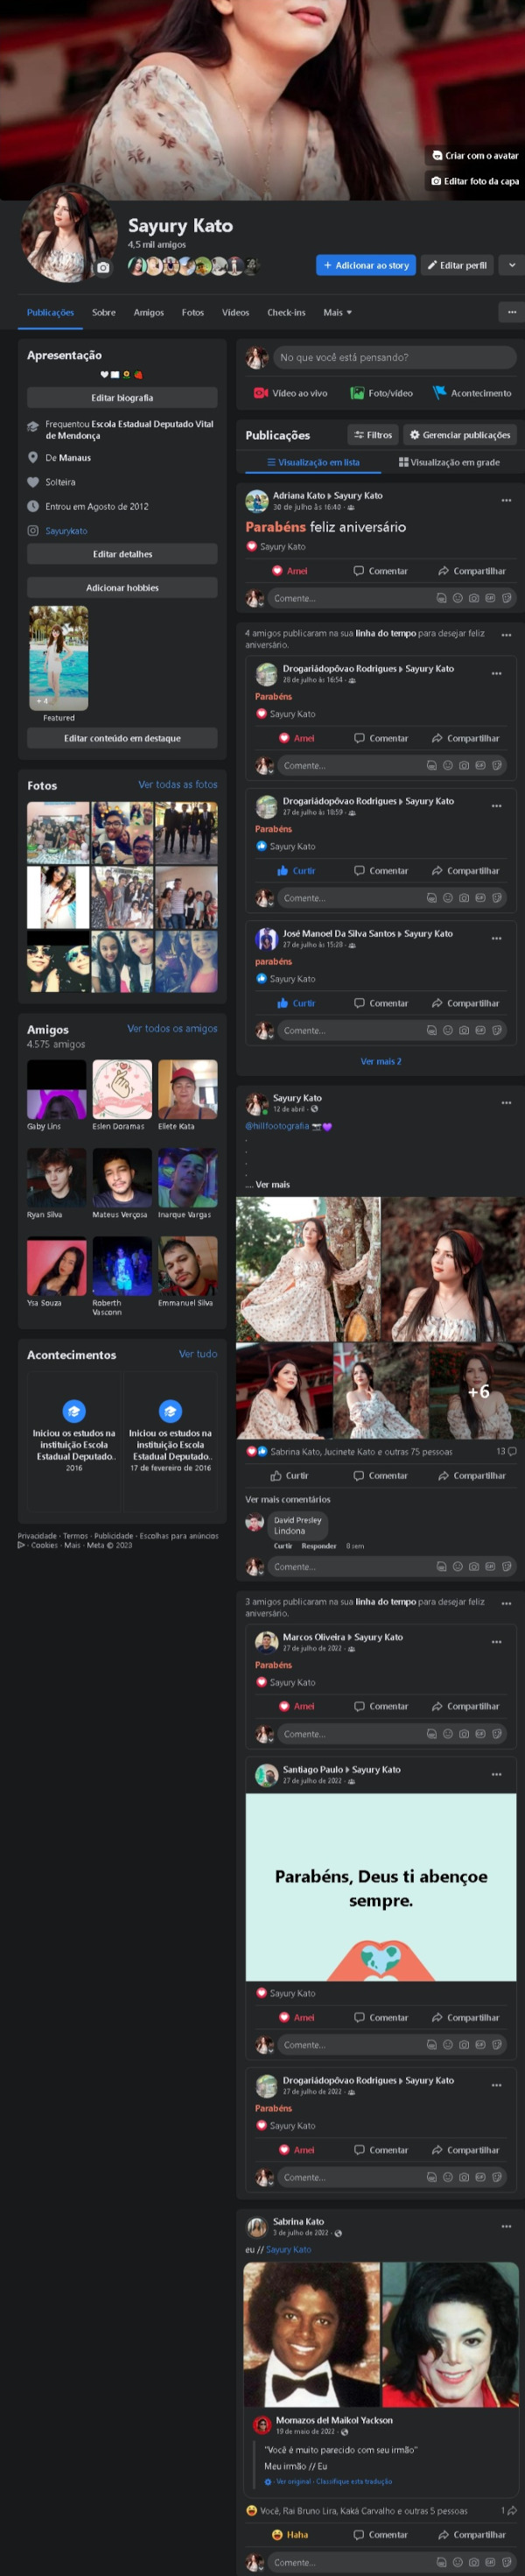 Criar com o avatar
Editar foto da capa
Sayury Kato
4,5 mil amigos
+ Adicionar ao story
Editar perfil
Publicações
Sobre
Amigos
Fotos
Vídeos
Check-ins
Mais
Apresentação
Editar biografia
Frequentou Escola Estadual Deputado Vital
de Mendonça
De Manaus
Solteira
Entrou em Agosto de 2012
Sayurykato
Editar detalhes
Adicionar hobbies
+ 4
Featured
Editar conteúdo em destaque
Fotos
Ver todas as fotos
Amigos
Ver todos os amigos
4.575 amigos
Gaby Lins
Eslen Doramas
Eliete Kata
Ryan Silva
Mateus Verçosa
Inarque Vargas
Ysa Souza
Roberth
Vasconn
Emmanuel Silva
Acontecimentos
Ver tudo
Iniciou os estudos na
instituição Escola
Estadual Deputado..
2016
Iniciou os estudos na
instituição Escola
Estadual Deputado..
17 de fevereiro de 2016
Privacidade · Termos · Publicidade · Escolhas para anúncios
· Cookies · Mais · Meta © 2023
No que você está pensando?
Vídeo ao vivo
Foto/vídeo
Acontecimento
Publicações
Filtros
Gerenciar publicações
Visualização em lista
Visualização em grade
Adriana Kato ▸ Sayury Kato
30 de julho às 16:40 ·
Parabéns feliz aniversário
Sayury Kato
Amei
Comentar
Compartilhar
Comente...
4 amigos publicaram na sua linha do tempo para desejar feliz
aniversário.
Drogariádopôvao Rodrigues ▸ Sayury Kato
28 de julho às 16:54 ·
Parabéns
Sayury Kato
Amei
Comentar
Compartilhar
Comente...
Drogariádopôvao Rodrigues ▸ Sayury Kato
27 de julho às 18:59 ·
Parabéns
Sayury Kato
Curtir
Comentar
Compartilhar
Comente...
José Manoel Da Silva Santos ▸ Sayury Kato
27 de julho às 15:28 ·
parabéns
Sayury Kato
Curtir
Comentar
Compartilhar
Comente...
Ver mais 2
Sayury Kato
12 de abril ·
@hillfootografia 📷💜
.
.
.
.
.... Ver mais
+6
Sabrina Kato, Jucinete Kato e outras 75 pessoas
13
Curtir
Comentar
Compartilhar
Ver mais comentários
David Presley
Lindona
Curtir
Responder
8 sem
Comente...
3 amigos publicaram na sua linha do tempo para desejar feliz
aniversário.
Marcos Oliveira ▸ Sayury Kato
27 de julho de 2022 ·
Parabéns
Sayury Kato
Amei
Comentar
Compartilhar
Comente...
Santiago Paulo ▸ Sayury Kato
27 de julho de 2022 ·
Parabéns, Deus ti abençoe
sempre.
Sayury Kato
Amei
Comentar
Compartilhar
Comente...
Drogariádopôvao Rodrigues ▸ Sayury Kato
27 de julho de 2022 ·
Parabéns
Sayury Kato
Amei
Comentar
Compartilhar
Comente...
Sabrina Kato
de julho de 2022 ·
eu // Sayury Kato
Momazos del Maikol Yackson
19 de maio de 2022 ·
"Você é muito parecido com seu irmão"
Meu irmão // Eu
· Ver original · Classifique esta tradução
Você, Rai Bruno Lira, Kaká Carvalho e outras 5 pessoas
1
Haha
Comentar
Compartilhar
Comente...